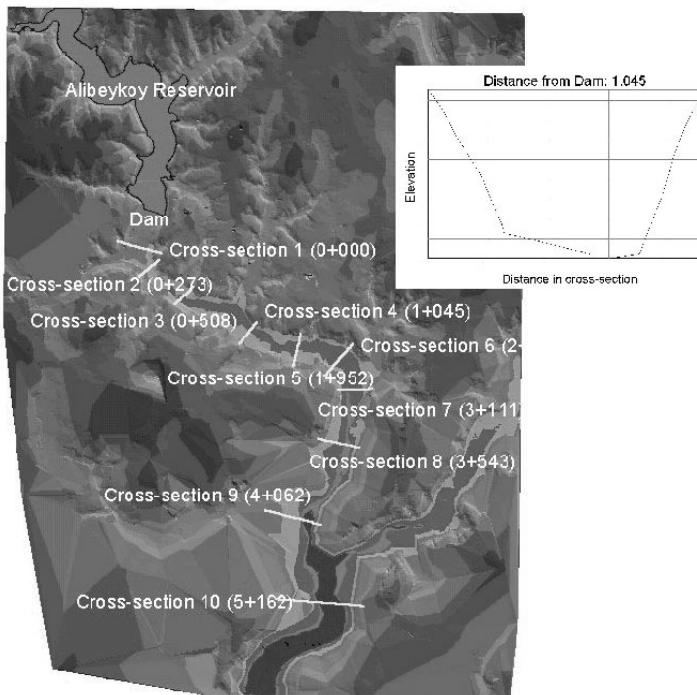 Alibeykoy Reservoir
Distance from Dam: 1.045
Elevation
Distance in cross-section
Dam
Cross-section 1 (0+000)
Cross-section 2 (0+273)
Cross-section 3 (0+508)
Cross-section 4 (1+045)
Cross-section 6 (2-
Cross-section 5 (1+952)
Cross-section 7 (3+111)
Cross-section 8 (3+543)
Cross-section 9 (4+062)
Cross-section 10 (5+162)